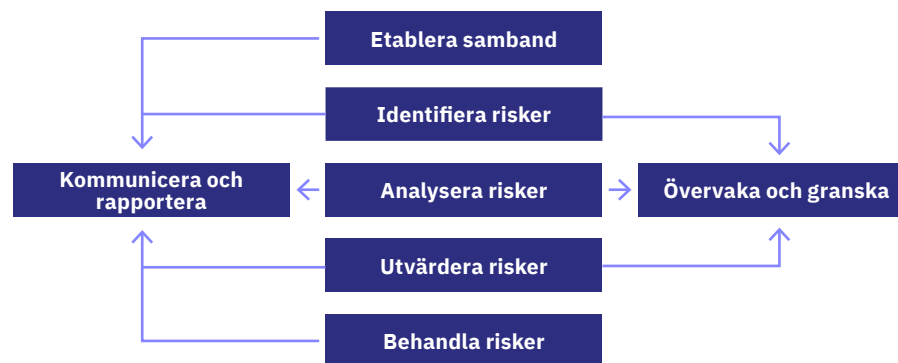 Etablera samband
Identifiera risker
Kommunicera och
rapportera
Analysera risker
Övervaka och granska
Utvärdera risker
Behandla risker